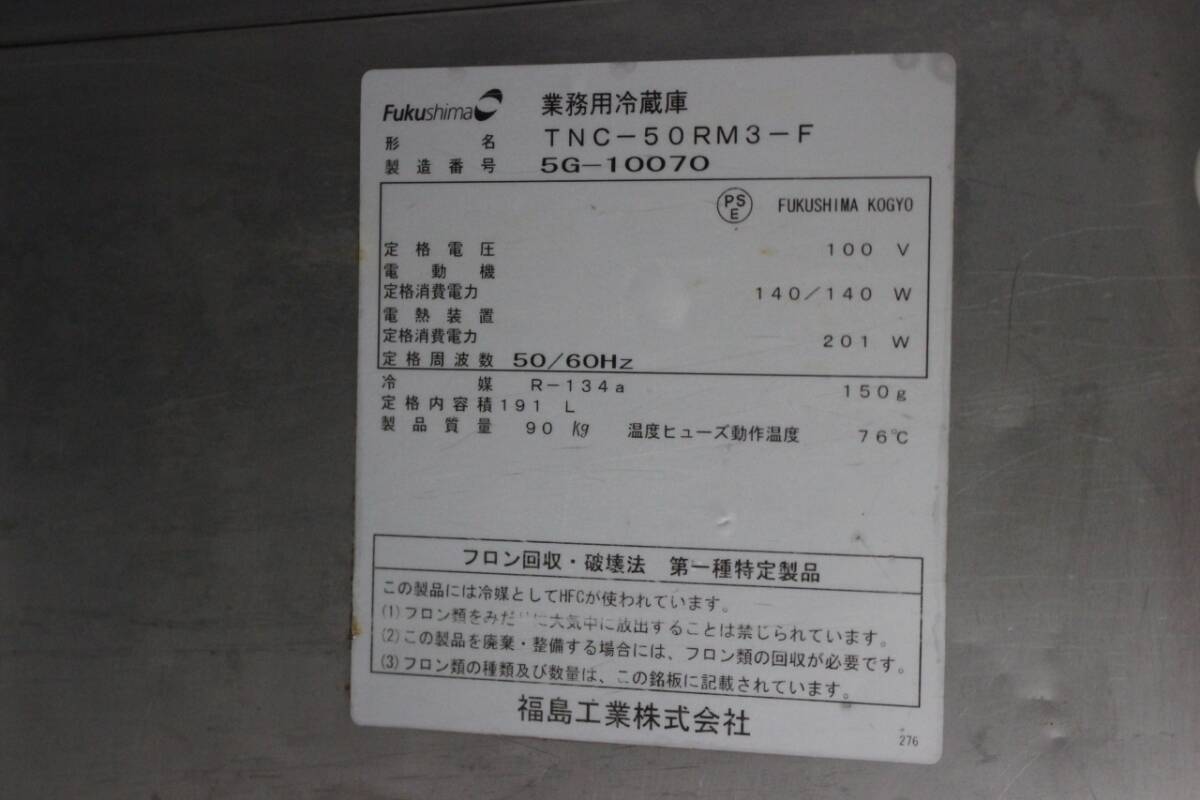 Fukushima 業務用冷蔵庫
形名 TNC-50RM3-F
製造番号 5G-10070
PSE FUKUSHIMA KOGYO
定格電圧 100 V
電動機
定格消費電力 140/140 W
電熱装置
定格消費電力 201 W
定格周波数 50/60Hz
冷媒 R-134a 150g
定格内容積 191 L
製品質量 90 kg 温度ヒューズ動作温度 76℃
フロン回収・破壊法 第一種特定製品
この製品には冷媒としてHFCが使われています。
(1)フロン類をみだりに大気中に放出することは禁じられています。
(2)この製品を廃棄・整備する場合には、フロン類の回収が必要です。
(3)フロン類の種類及び数量は、この銘板に記載されています。
福島工業株式会社
276